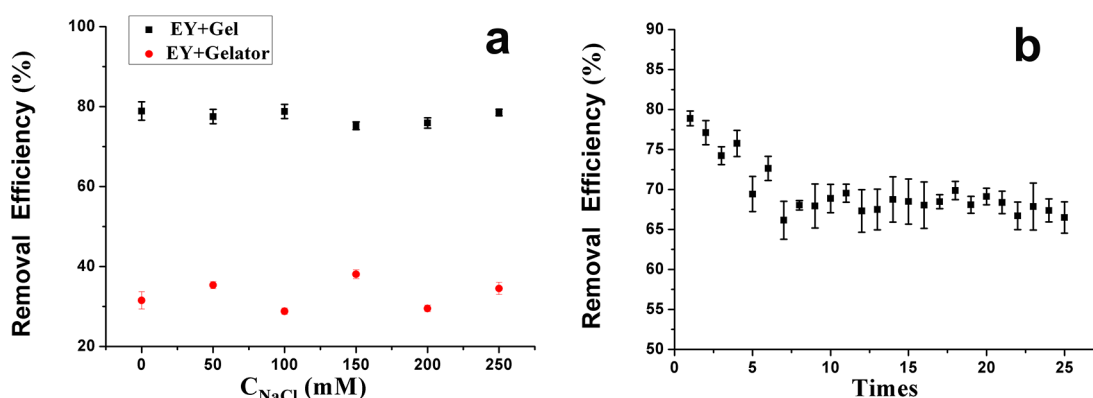 EY+Gel
EY+Gelator
a
Removal Efficiency (%)
100
80
60
40
20
0 50 100 150 200 250
C_NaCl (mM)
b
Removal Efficiency (%)
90
85
80
75
70
65
60
55
50
0 5 10 15 20 25
Times